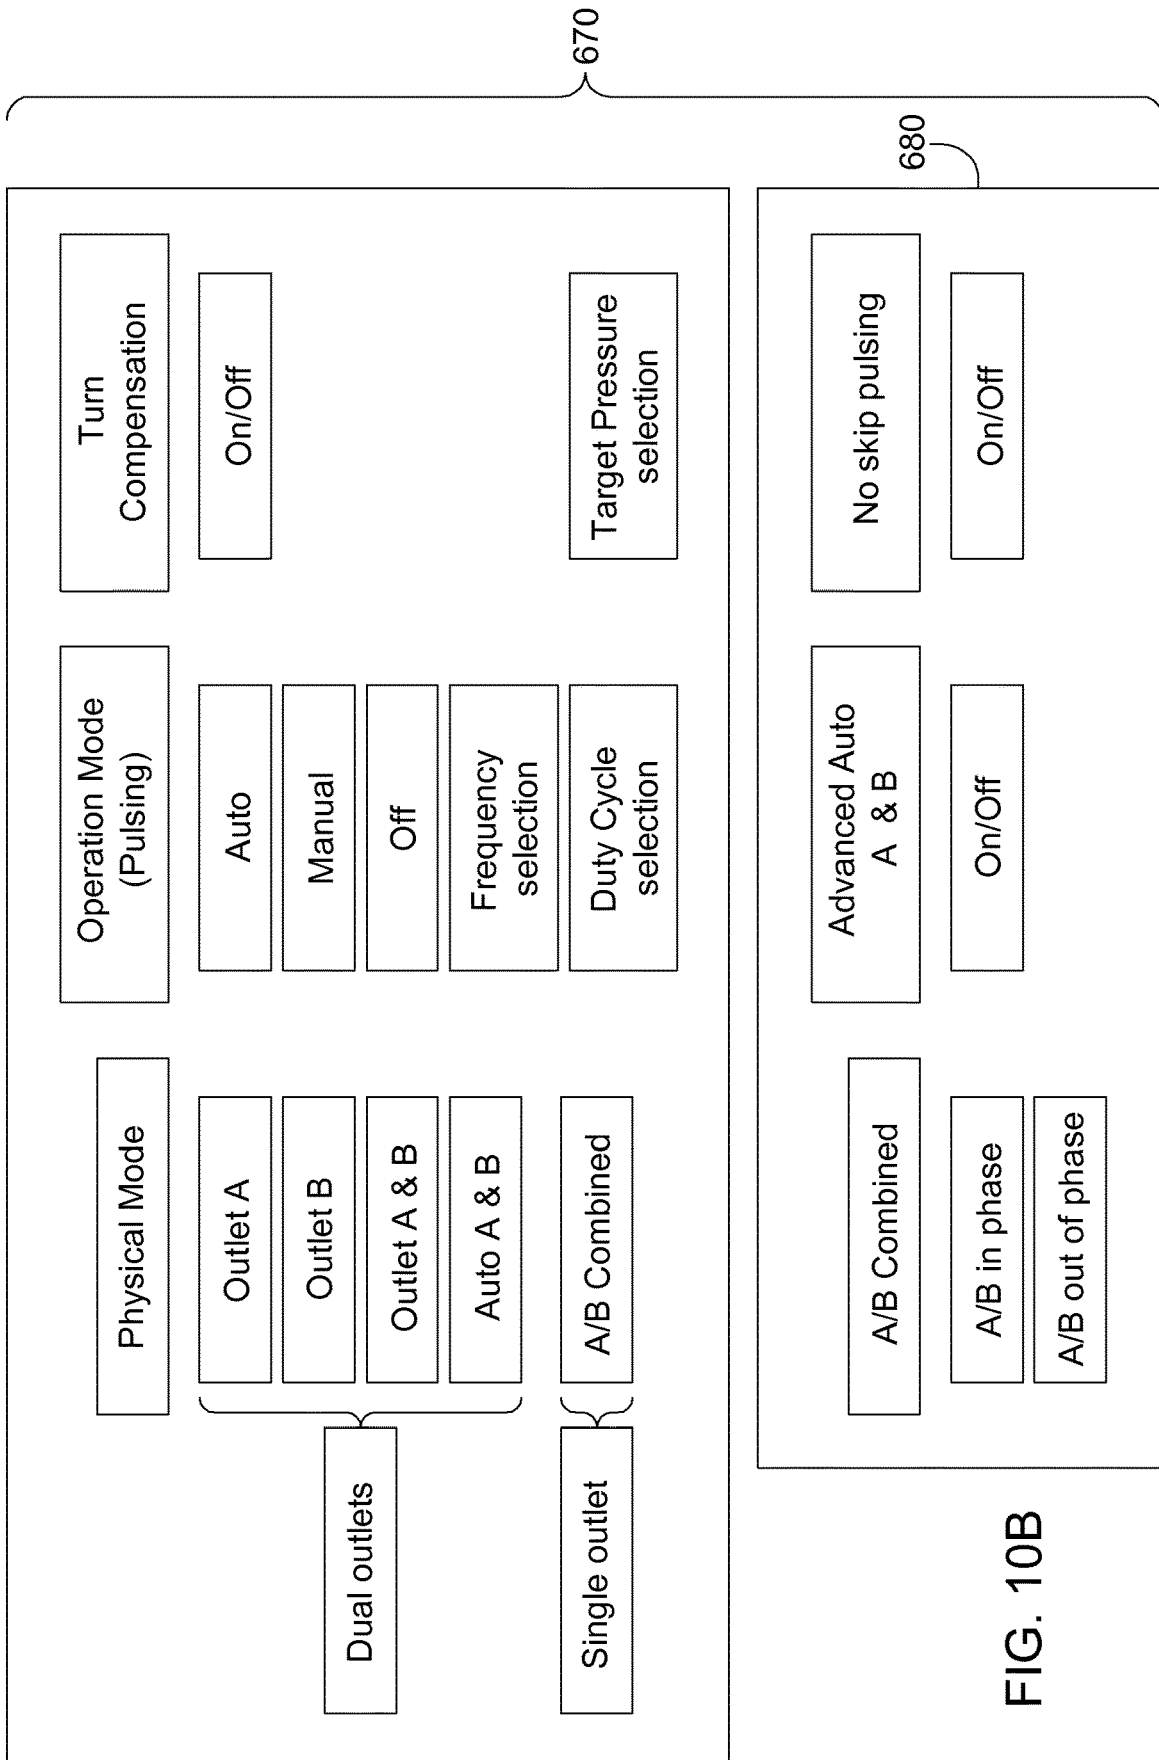 Physical Mode
Operation Mode
(Pulsing)
Turn
Compensation
Dual outlets
Outlet A
Outlet B
Outlet A & B
Auto A & B
Single outlet
A/B Combined
Auto
Manual
Off
Frequency
selection
Duty Cycle
selection
On/Off
Target Pressure
selection
670
680
A/B Combined
A/B in phase
A/B out of phase
Advanced Auto
A & B
On/Off
No skip pulsing
On/Off
FIG. 10B